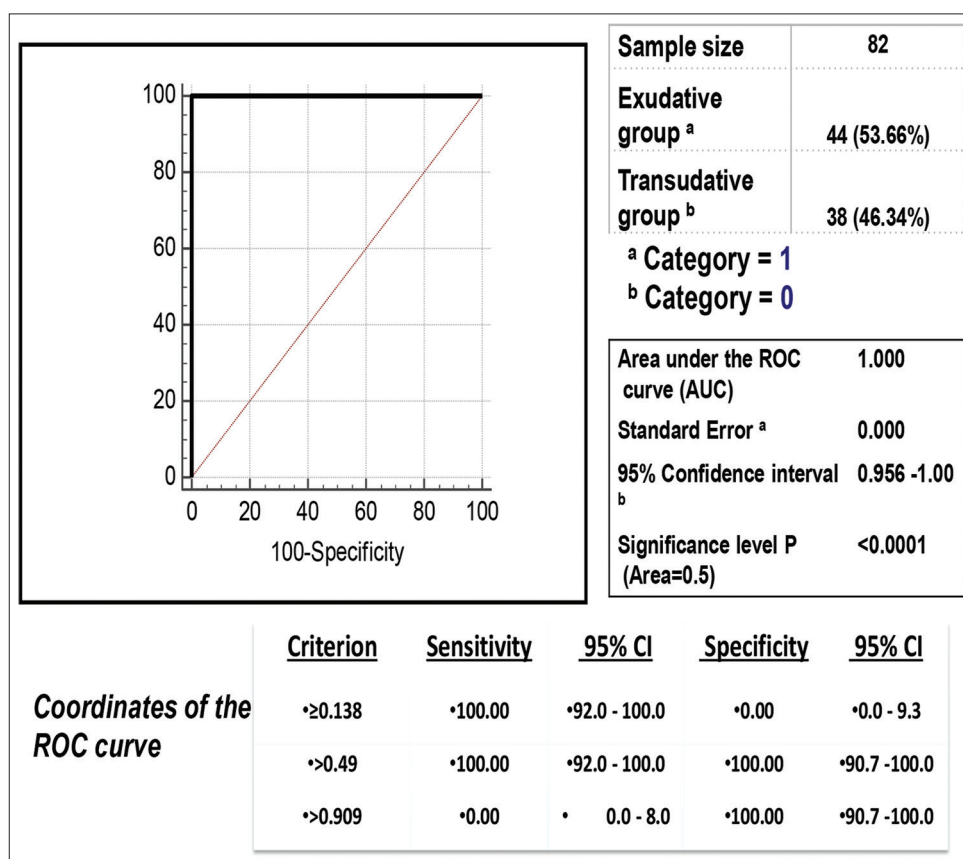 100
80
60
40
20
0
0 20 40 60 80 100
100-Specificity
Sample size 82
Exudative
group a 44 (53.66%)
Transudative
group b 38 (46.34%)
a Category = 1
b Category = 0
Area under the ROC 1.000
curve (AUC)
Standard Error a 0.000
95% Confidence interval 0.956 -1.00
b
Significance level P <0.0001
(Area=0.5)
Coordinates of the
ROC curve
Criterion Sensitivity 95% CI Specificity 95% CI
•≥0.138 •100.00 •92.0 - 100.0 •0.00 •0.0 - 9.3
•>0.49 •100.00 •92.0 - 100.0 •100.00 •90.7 -100.0
•>0.909 •0.00 • 0.0 - 8.0 •100.00 •90.7 -100.0